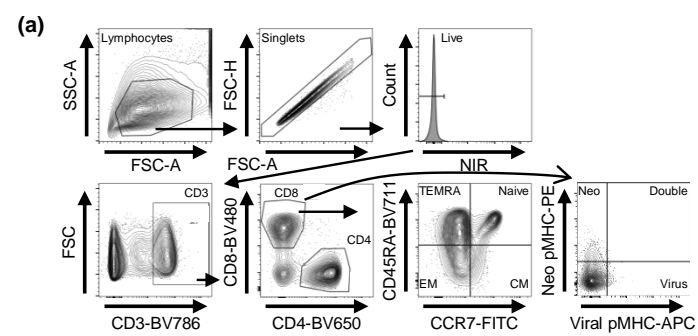 (a)
Lymphocytes
SSC-A
FSC-A
Singlets
FSC-H
FSC-A
Live
Count
NIR
CD3
FSC
CD3-BV786
CD8
CD4
CD8-BV480
CD4-BV650
TEMRA
Naive
EM
CM
CD45RA-BV711
CCR7-FITC
Neo
Double
Virus
Neo pMHC-PE
Viral pMHC-APC